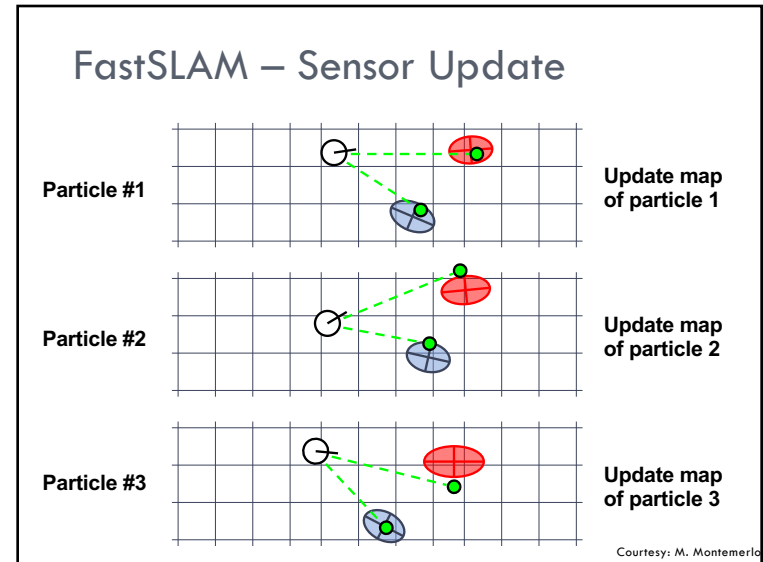 FastSLAM – Sensor Update
Particle #1
Update map
of particle 1
Particle #2
Update map
of particle 2
Particle #3
Update map
of particle 3
Courtesy: M. Montemerlo